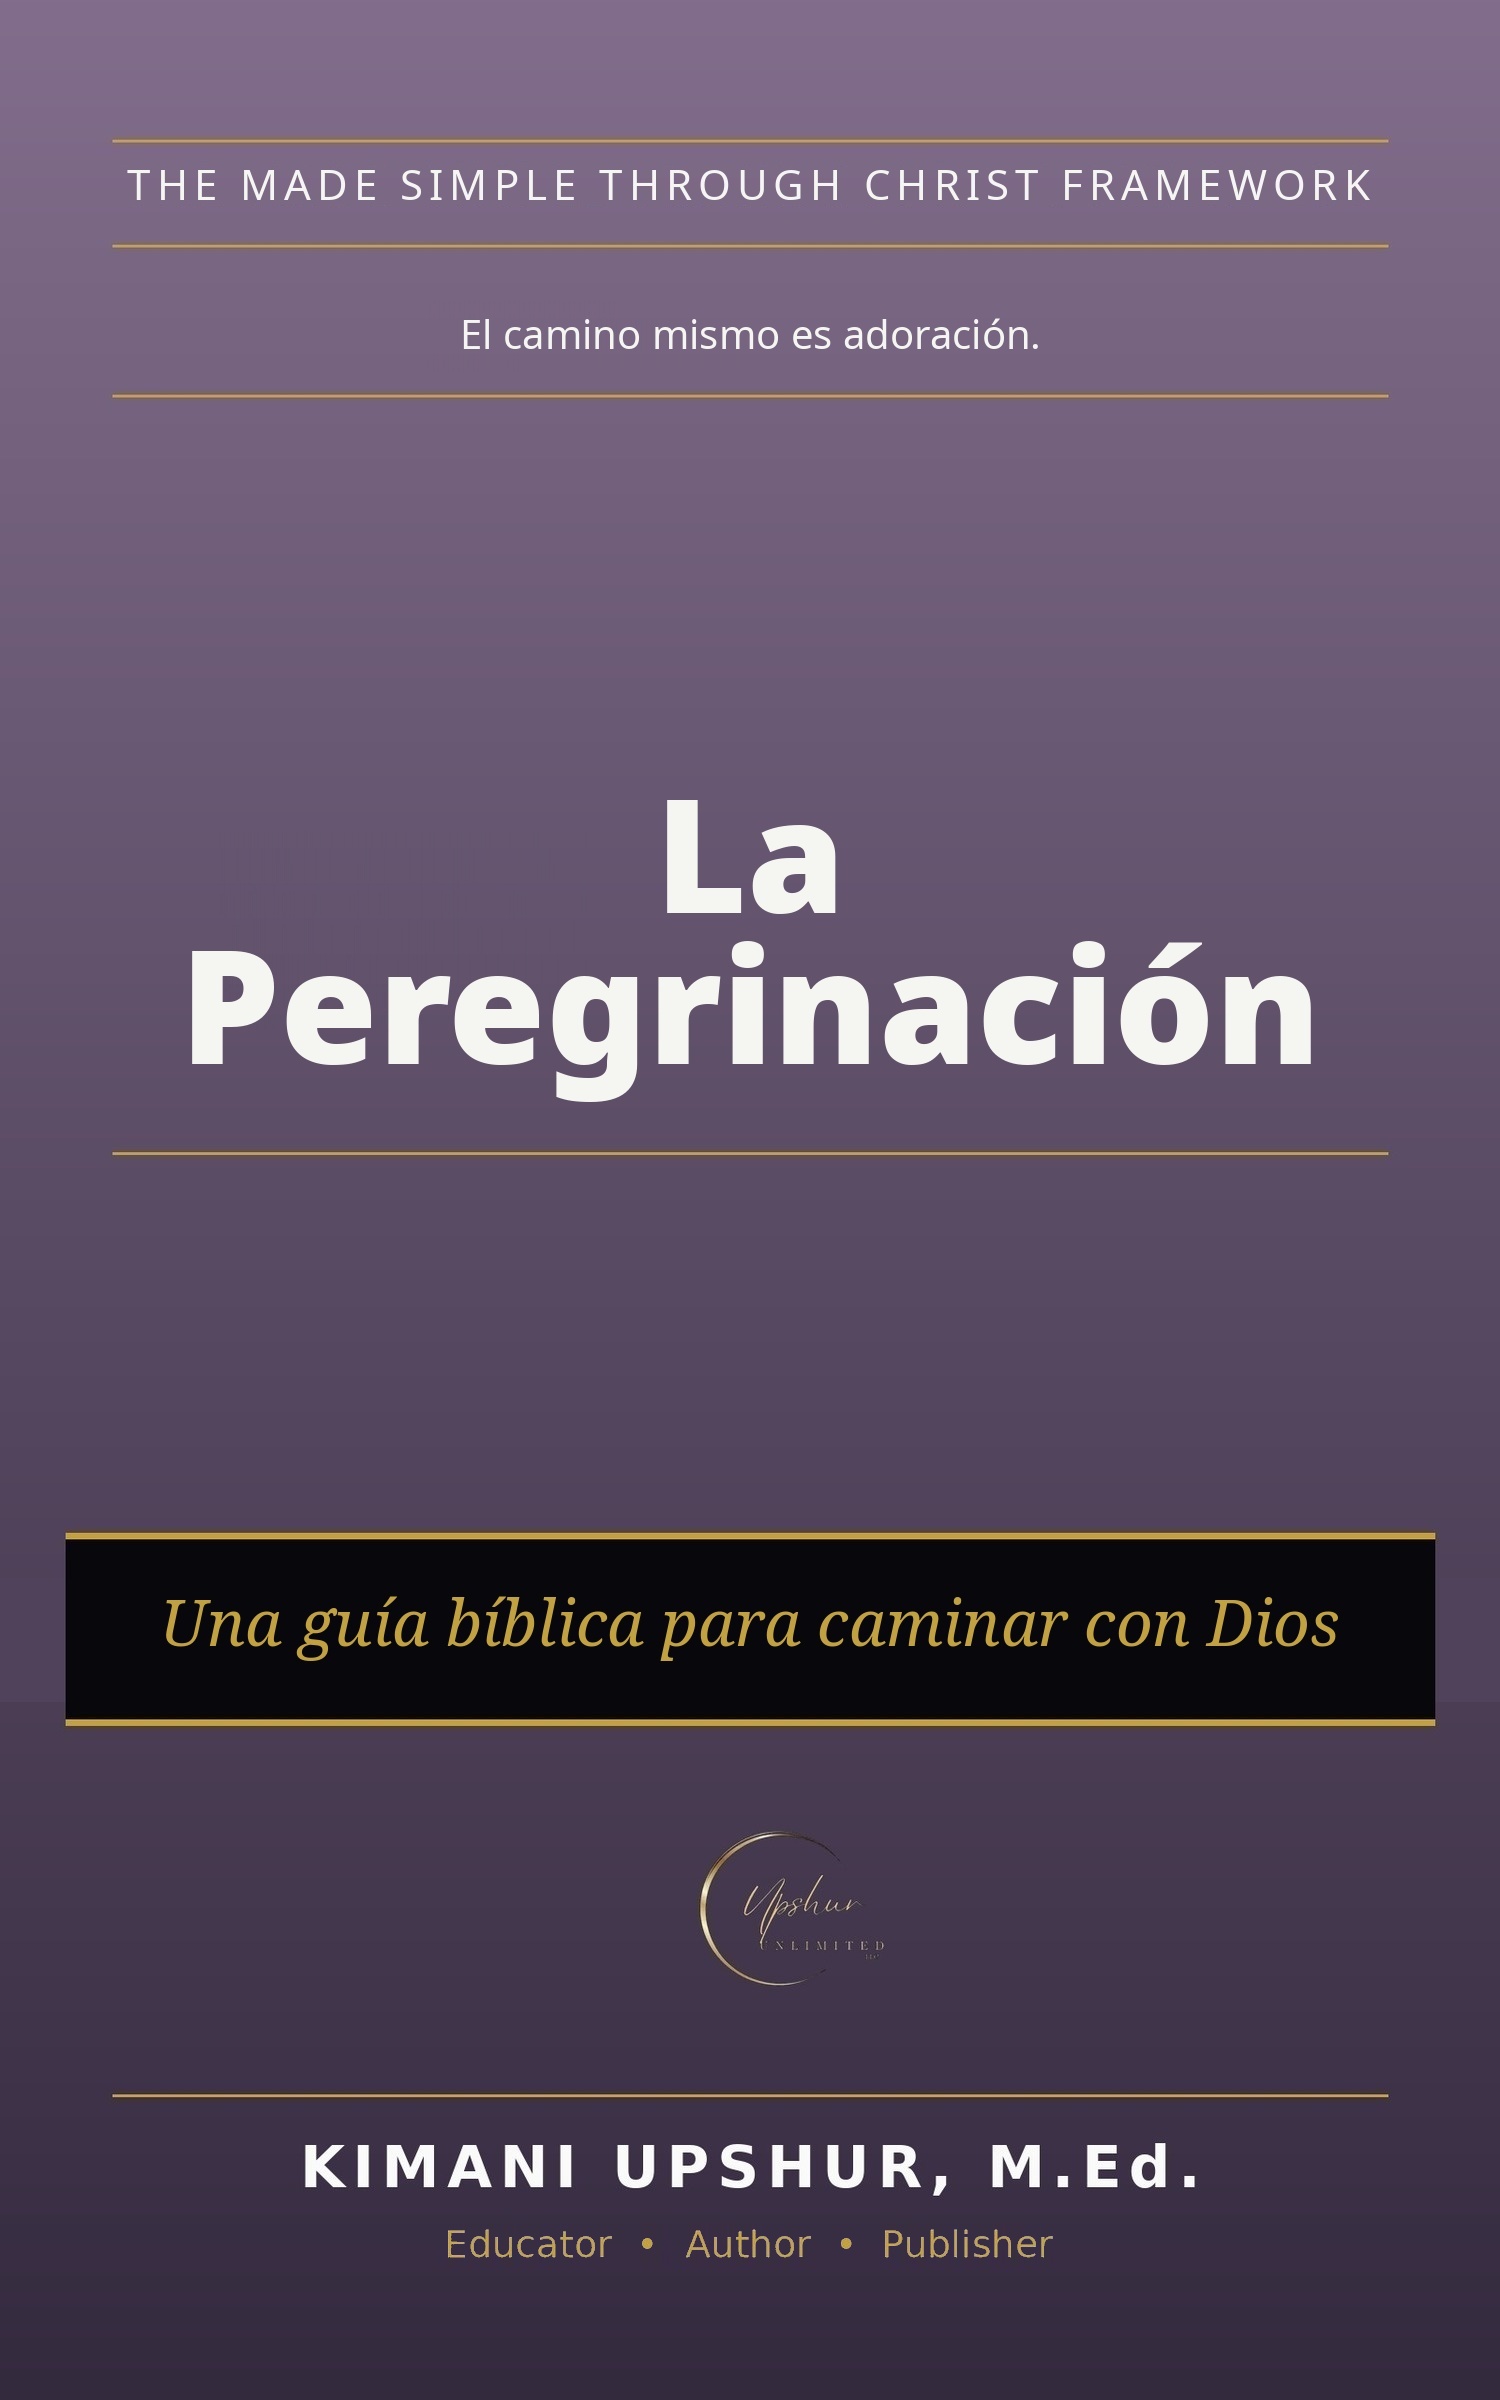 THE MADE SIMPLE THROUGH CHRIST FRAMEWORK
El camino mismo es adoración.
La
Peregrinación
Una guía bíblica para caminar con Dios
Upshur
UNLIMITED
LLC
KIMANI UPSHUR, M.Ed.
Educator • Author • Publisher